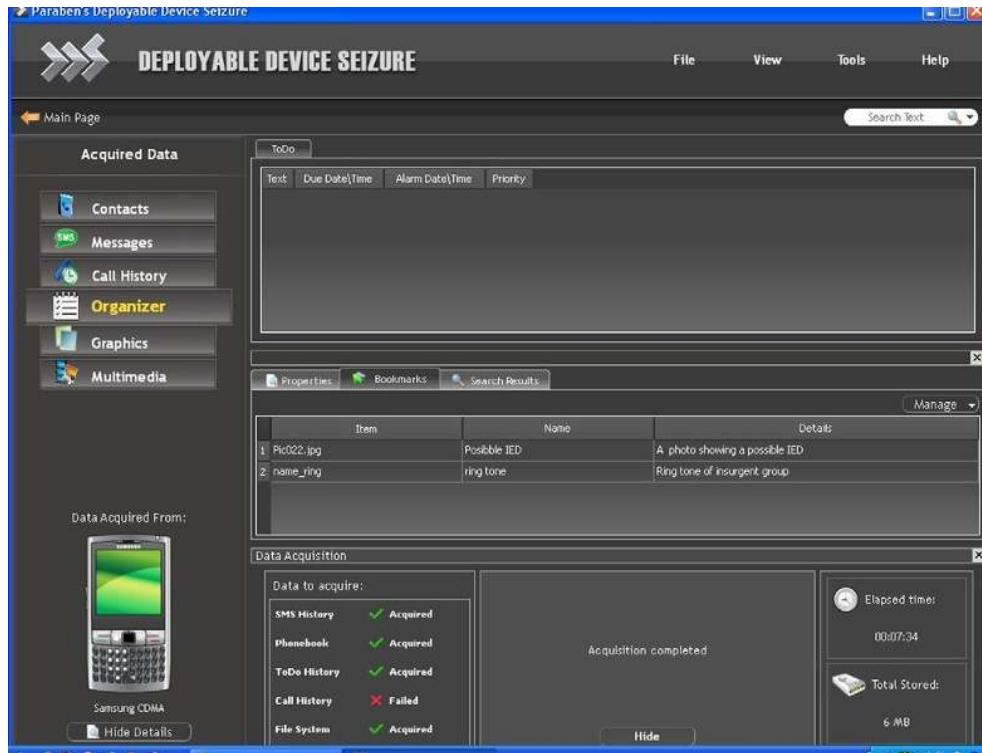 Paraben's Deployable Device Seizure
DEPLOYABLE DEVICE SEIZURE
File View Tools Help
Main Page
Search Text
Acquired Data
Contacts
SMS
Messages
Call History
Organizer
Graphics
Multimedia
ToDo
Text Due Date\Time Alarm Date\Time Priority
Properties Bookmarks Search Results
Manage
Item Name Details
1 Pic022.jpg Posibble IED A photo showing a possible IED
2 name_ring ring tone Ring tone of insurgent group
Data Acquired From:
SAMSUNG
Samsung CDMA
Hide Details
Data Acquisition
Data to acquire:
SMS History Acquired
Phonebook Acquired
ToDo History Acquired
Call History Failed
File System Acquired
Acquisition completed
Hide
Elapsed time:
00:07:34
Total Stored:
6 MB